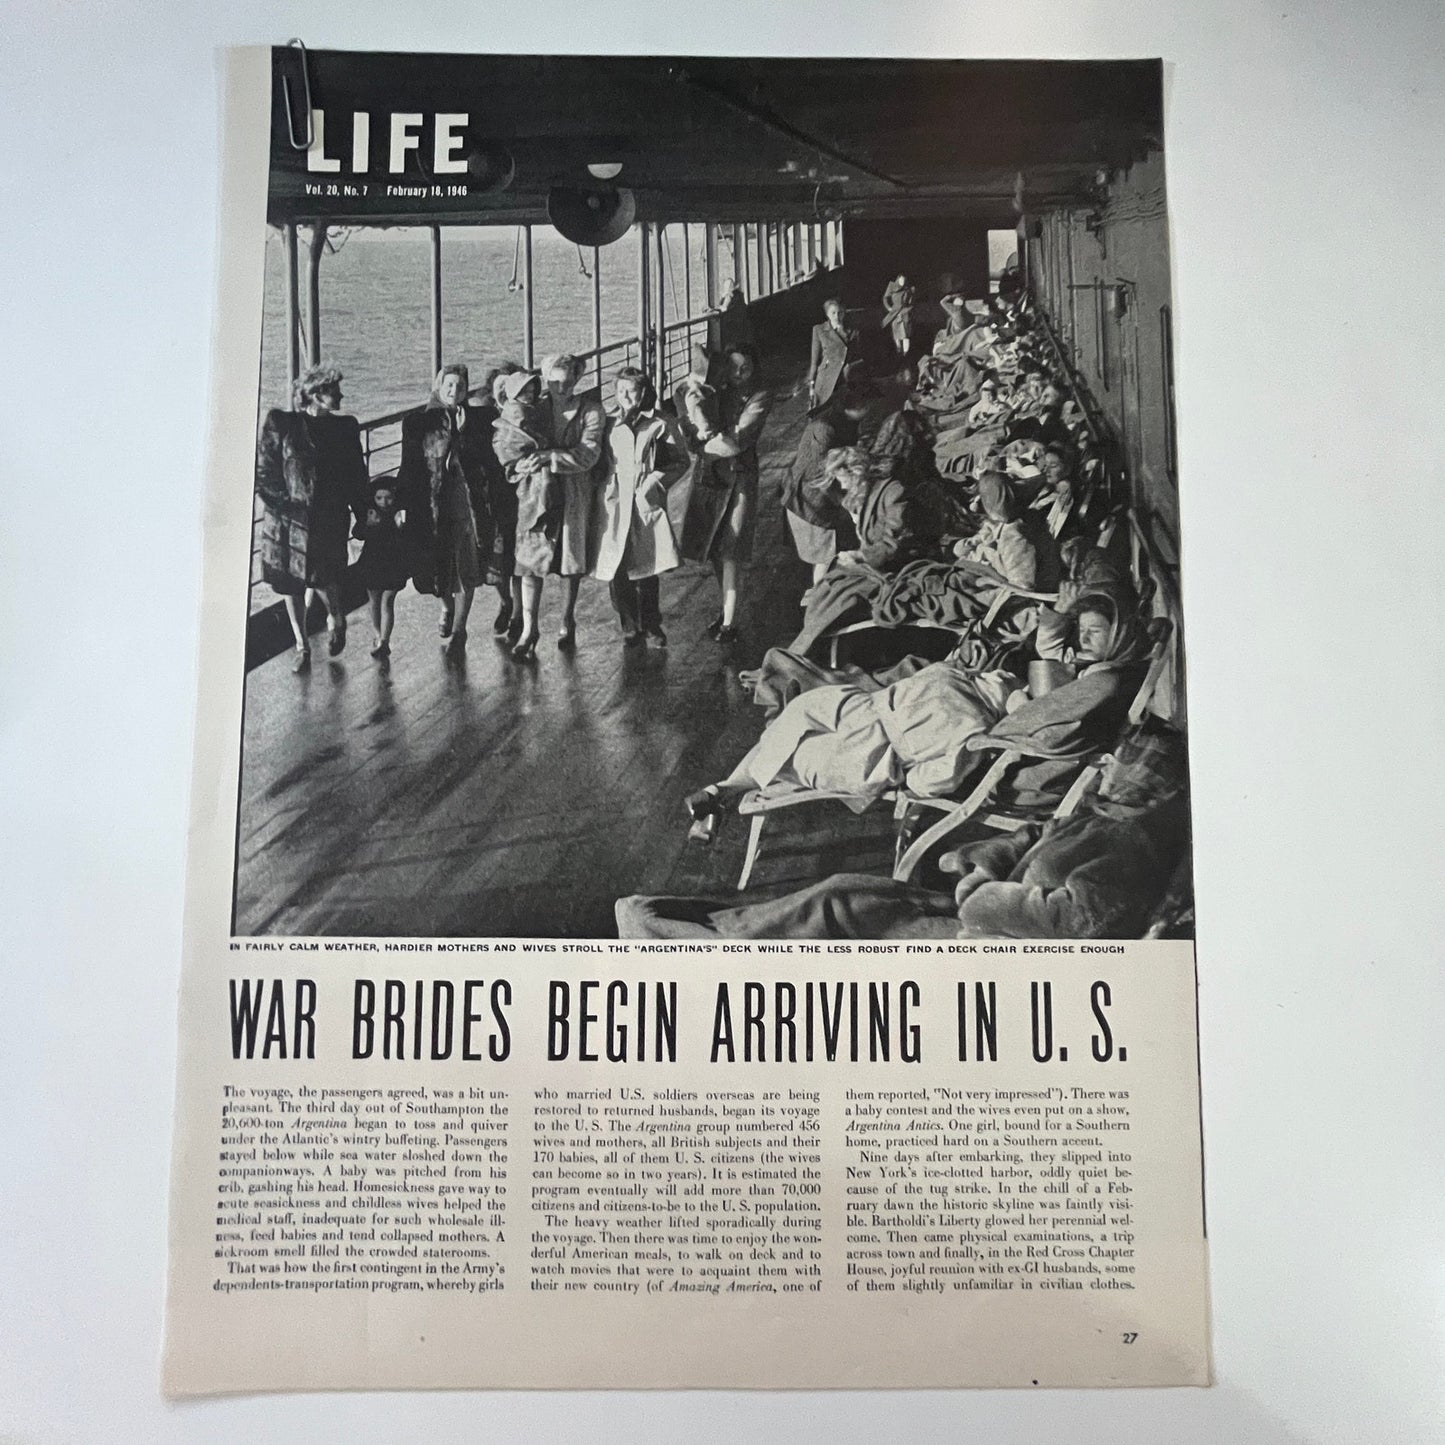 LIFE
Vol. 20, No. 7 February 18, 1946
IN FAIRLY CALM WEATHER, HARDIER MOTHERS AND WIVES STROLL THE "ARGENTINA'S" DECK WHILE THE LESS ROBUST FIND A DECK CHAIR EXERCISE ENOUGH
WAR BRIDES BEGIN ARRIVING IN U. S.
The voyage, the passengers agreed, was a bit un-
pleasant. The third day out of Southampton the
20,600-ton Argentina began to toss and quiver
under the Atlantic's wintry buffeting. Passengers
stayed below while sea water sloshed down the
companionways. A baby was pitched from his
crib, gashing his head. Homesickness gave way to
acute seasickness and childless wives helped the
medical staff, inadequate for such wholesale ill-
ness, feed babies and tend collapsed mothers. A
sickroom smell filled the crowded staterooms.
That was how the first contingent in the Army's
dependents-transportation program, whereby girls
who married U.S. soldiers overseas are being
restored to returned husbands, began its voyage
to the U. S. The Argentina group numbered 456
wives and mothers, all British subjects and their
170 babies, all of them U. S. citizens (the wives
can become so in two years). It is estimated the
program eventually will add more than 70,000
citizens and citizens-to-be to the U. S. population.
The heavy weather lifted sporadically during
the voyage. Then there was time to enjoy the won-
derful American meals, to walk on deck and to
watch movies that were to acquaint them with
their new country (of Amazing America, one of
them reported, "Not very impressed"). There was
a baby contest and the wives even put on a show,
Argentina Antics. One girl, bound for a Southern
home, practiced hard on a Southern accent.
Nine days after embarking, they slipped into
New York's ice-clotted harbor, oddly quiet be-
cause of the tug strike. In the chill of a Feb-
ruary dawn the historic skyline was faintly visi-
ble. Bartholdi's Liberty glowed her perennial wel-
come. Then came physical examinations, a trip
across town and finally, in the Red Cross Chapter
House, joyful reunion with ex-GI husbands, some
of them slightly unfamiliar in civilian clothes.
27